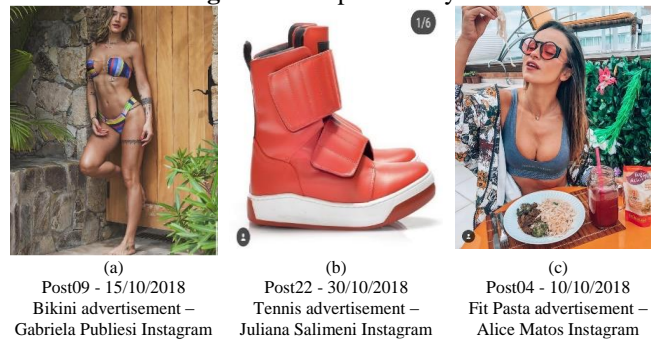 1/6
(a)
Post09 - 15/10/2018
Bikini advertisement –
Gabriela Publiesi Instagram
(b)
Post22 - 30/10/2018
Tennis advertisement –
Juliana Salimeni Instagram
(c)
Post04 - 10/10/2018
Fit Pasta advertisement –
Alice Matos Instagram